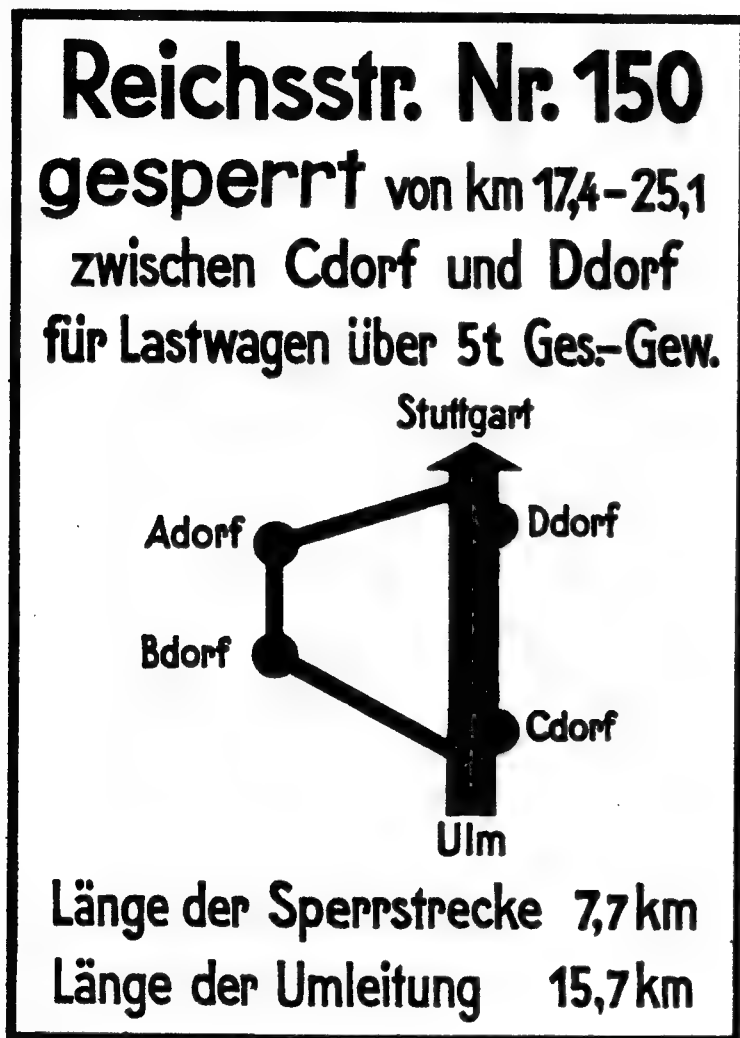 Reichsstr. Nr. 150
gesperrt von km 17,4-25,1
zwischen Cdorf und Ddorf
für Lastwagen über 5t Ges.-Gew.
Stuttgart
Adorf
Ddorf
Bdorf
Cdorf
Ulm
Länge der Sperrstrecke 7,7 km
Länge der Umleitung 15,7 km